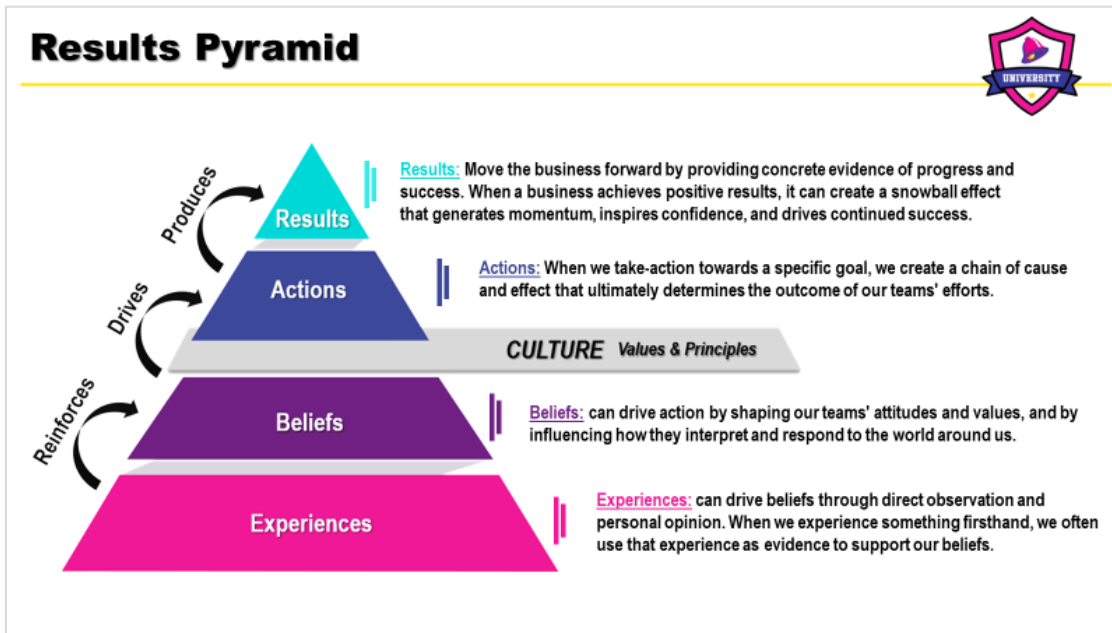 Results Pyramid
UNIVERSITY
Produces
Results
Results: Move the business forward by providing concrete evidence of progress and
success. When a business achieves positive results, it can create a snowball effect
that generates momentum, inspires confidence, and drives continued success.
Drives
Actions
Actions: When we take-action towards a specific goal, we create a chain of cause
and effect that ultimately determines the outcome of our teams' efforts.
CULTURE Values & Principles
Reinforces
Beliefs
Beliefs: can drive action by shaping our teams' attitudes and values, and by
influencing how they interpret and respond to the world around us.
Experiences
Experiences: can drive beliefs through direct observation and
personal opinion. When we experience something firsthand, we often
use that experience as evidence to support our beliefs.